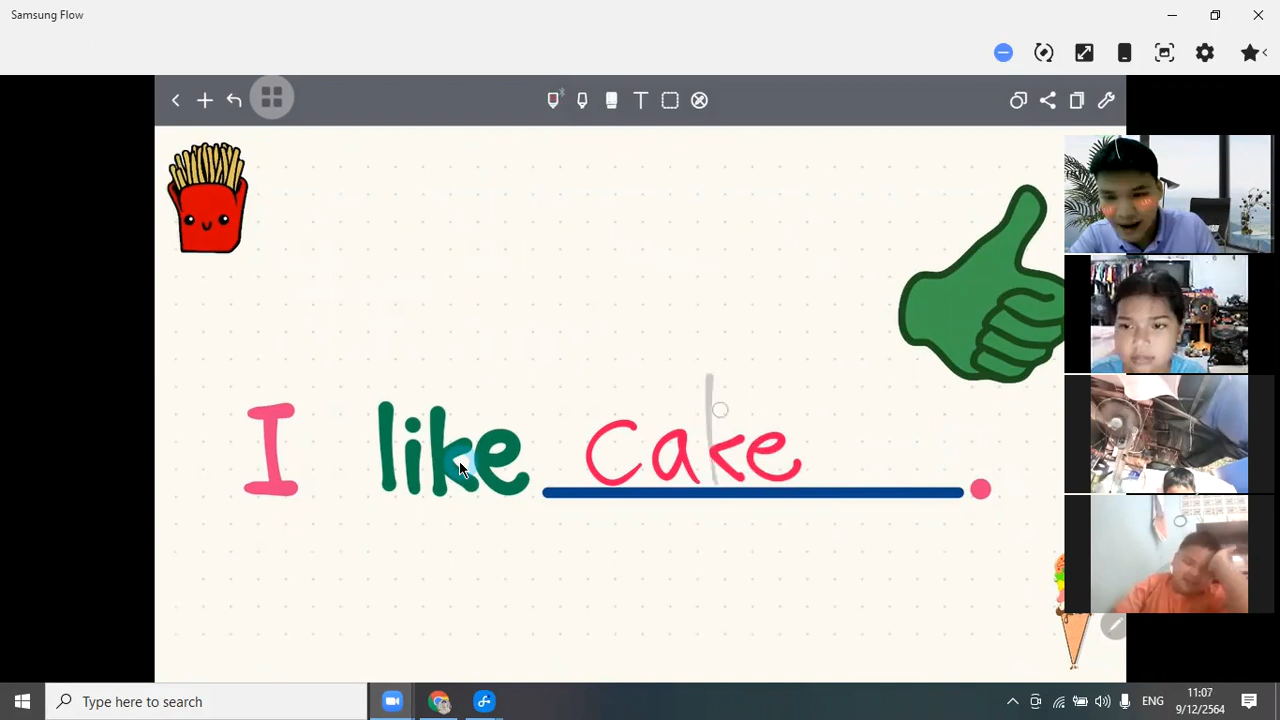 Samsung Flow
I like cake.
Type here to search
ENG
11:07
9/12/2564